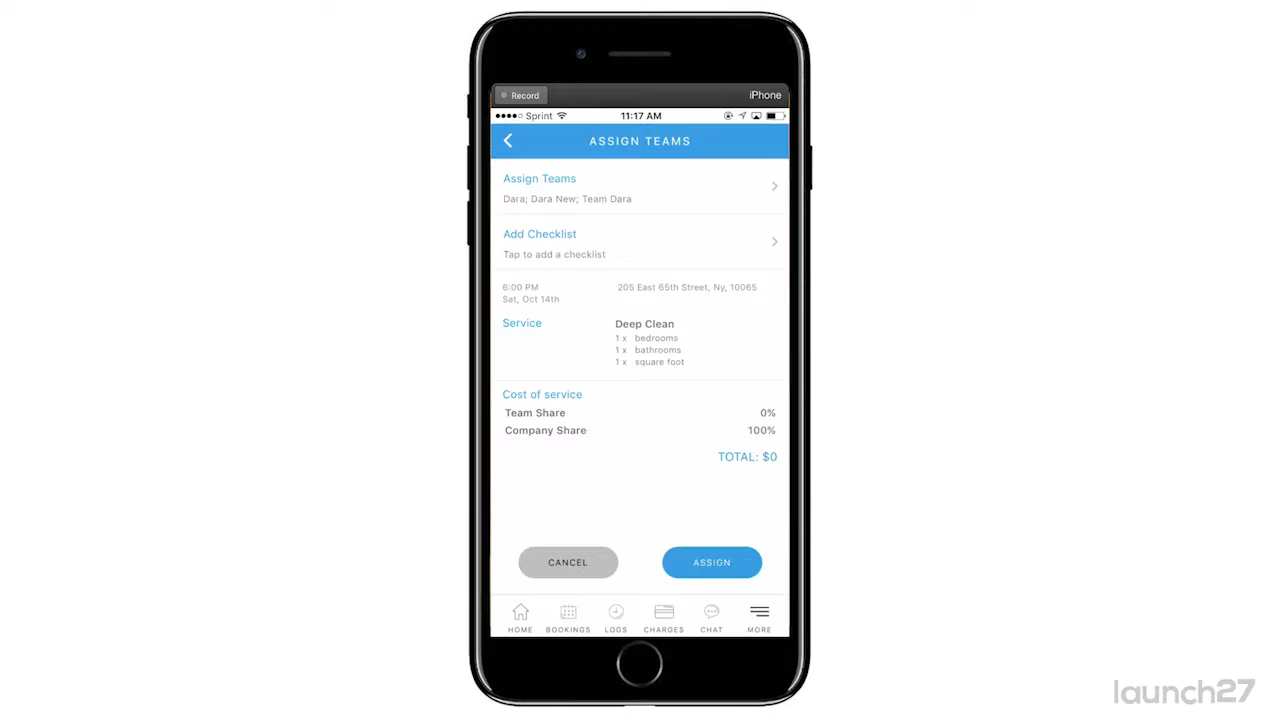 Record iPhone
Sprint 11:17 AM
ASSIGN TEAMS
Assign Teams
Dara; Dara New; Team Dara
Add Checklist
Tap to add a checklist
6:00 PM 205 East 65th Street, Ny, 10065
Sat, Oct 14th
Service Deep Clean
1 x bedrooms
1 x bathrooms
1 x square foot
Cost of service
Team Share 0%
Company Share 100%
TOTAL: $0
CANCEL ASSIGN
HOME BOOKINGS LOGS CHARGES CHAT MORE
launch27